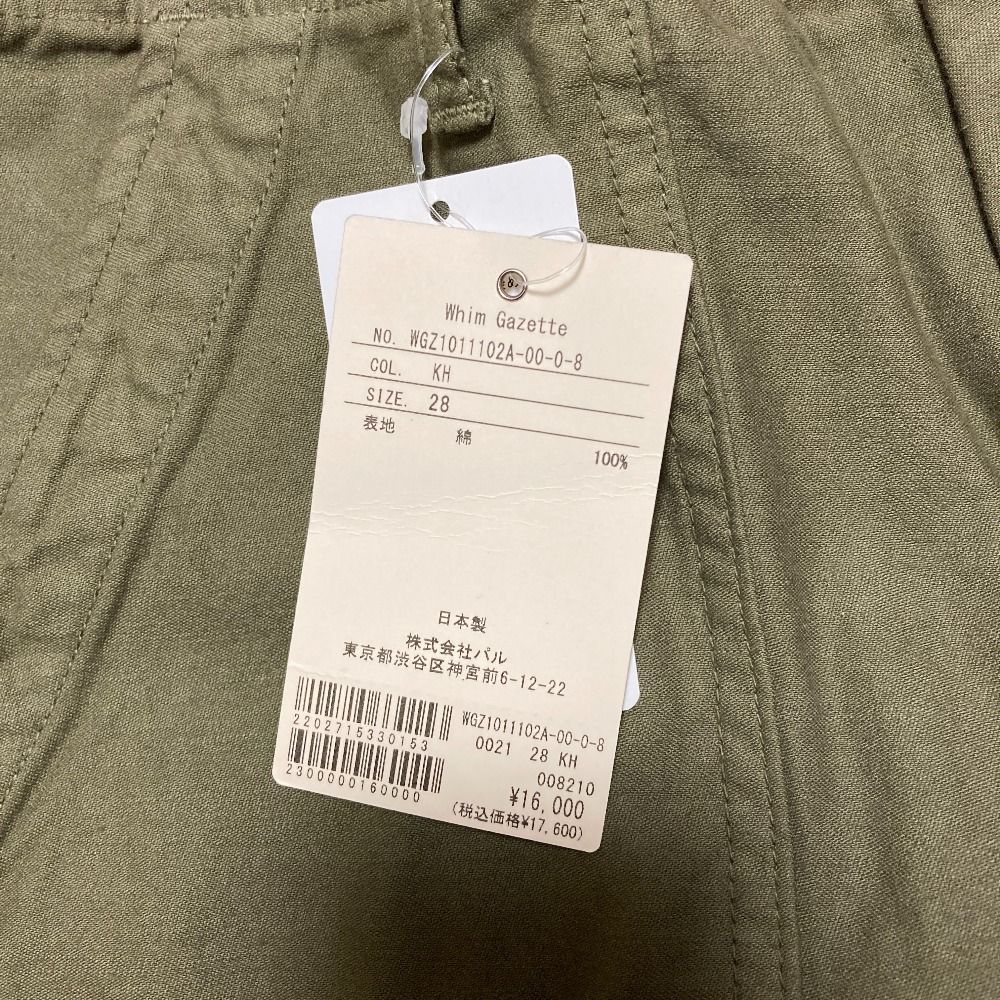 Whim Gazette
NO. WGZ1011102A-00-0-8
COL. KH
SIZE. 28
表地 綿 100%
日本製
株式会社パル
東京都渋谷区神宮前6-12-22
2202715330153
2300000160000
WGZ1011102A-00-0-8
0021 28 KH
008210
¥16,000
(税込価格¥17,600)